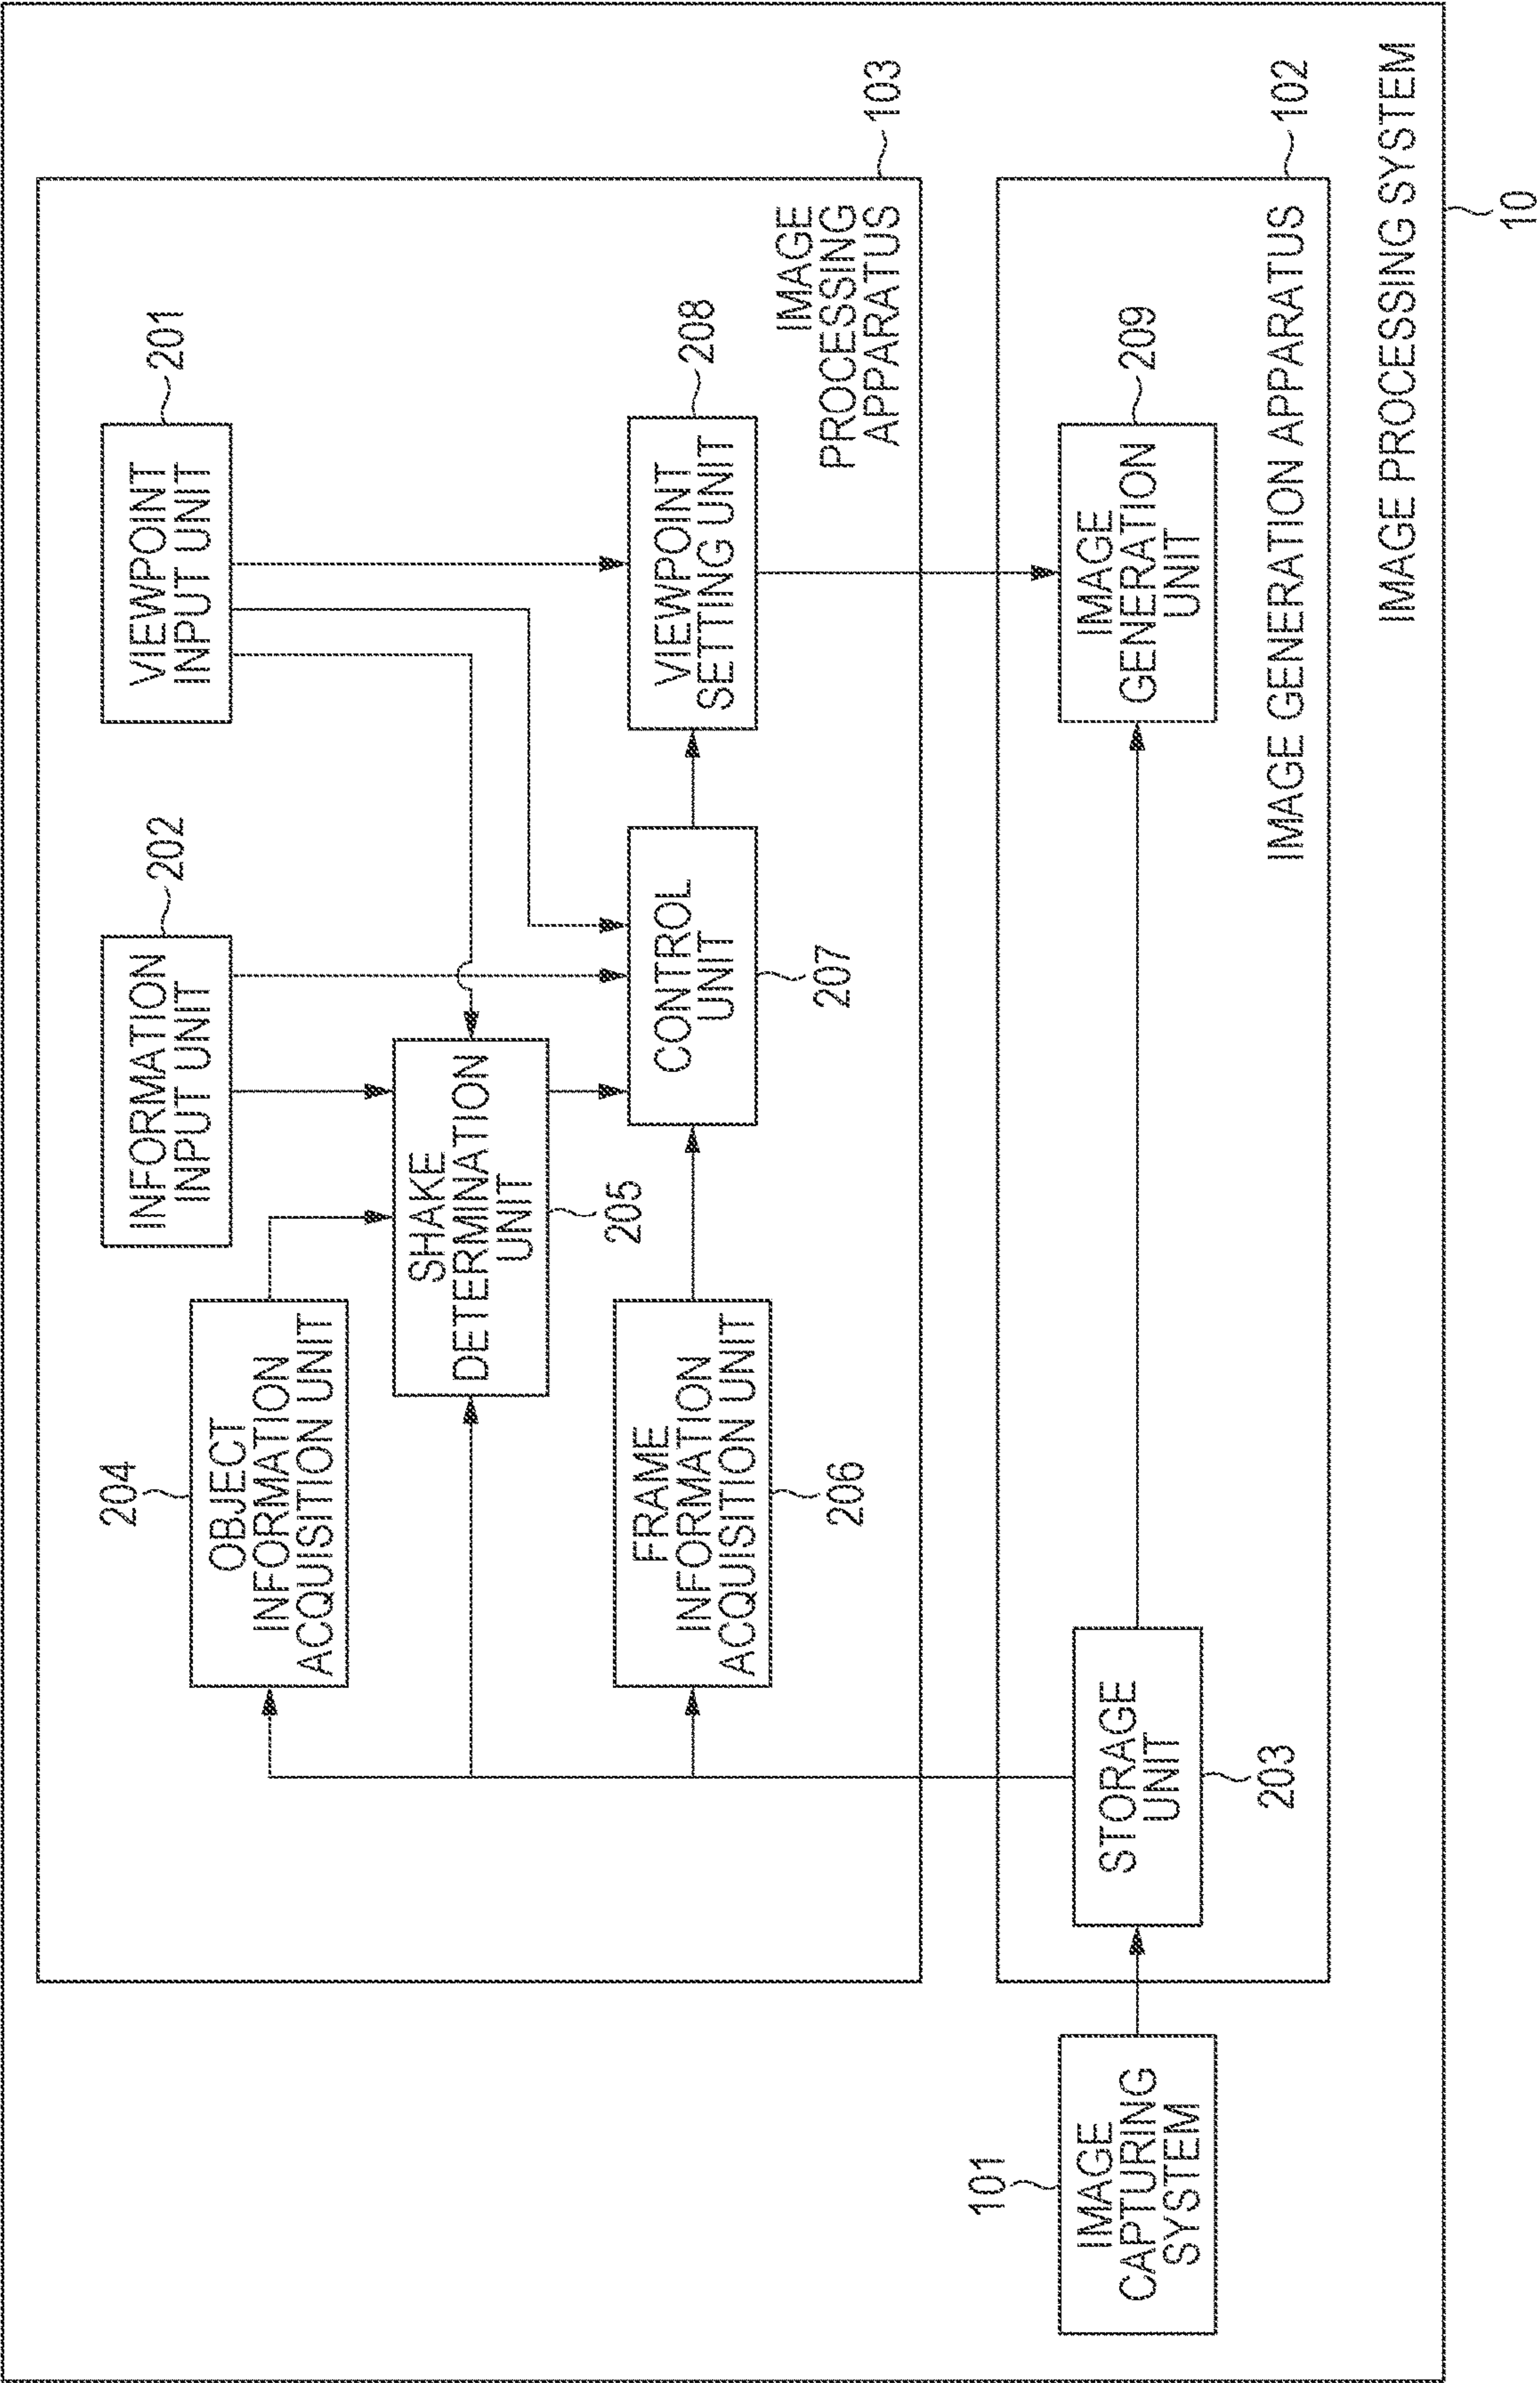 201
VIEWPOINT
INPUT UNIT
202
INFORMATION
INPUT UNIT
204
OBJECT
INFORMATION
ACQUISITION UNIT
SHAKE
DETERMINATION
UNIT
205
FRAME
INFORMATION
ACQUISITION UNIT
206
CONTROL
UNIT
207
208
VIEWPOINT
SETTING UNIT
IMAGE
PROCESSING
APPARATUS
103
101
IMAGE
CAPTURING
SYSTEM
STORAGE
UNIT
203
209
IMAGE
GENERATION
UNIT
IMAGE GENERATION APPARATUS
102
IMAGE PROCESSING SYSTEM
10